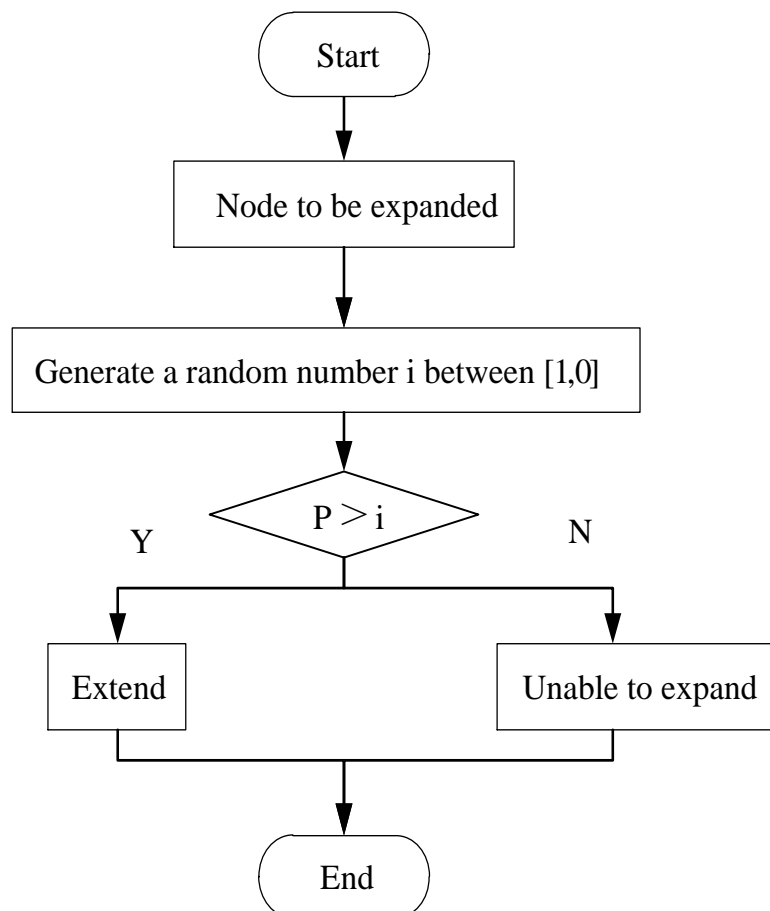 Start
Node to be expanded
Generate a random number i between [1,0]
P > i
Y
N
Extend
Unable to expand
End